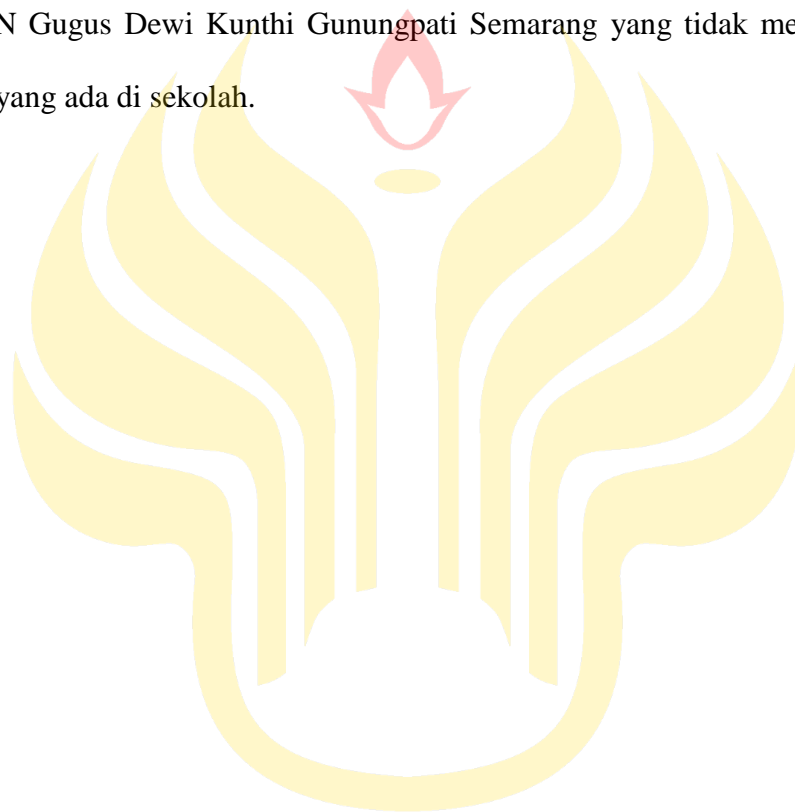 N Gugus Dewi Kunthi Gunungpati Semarang yang tidak me
yang ada di sekolah.